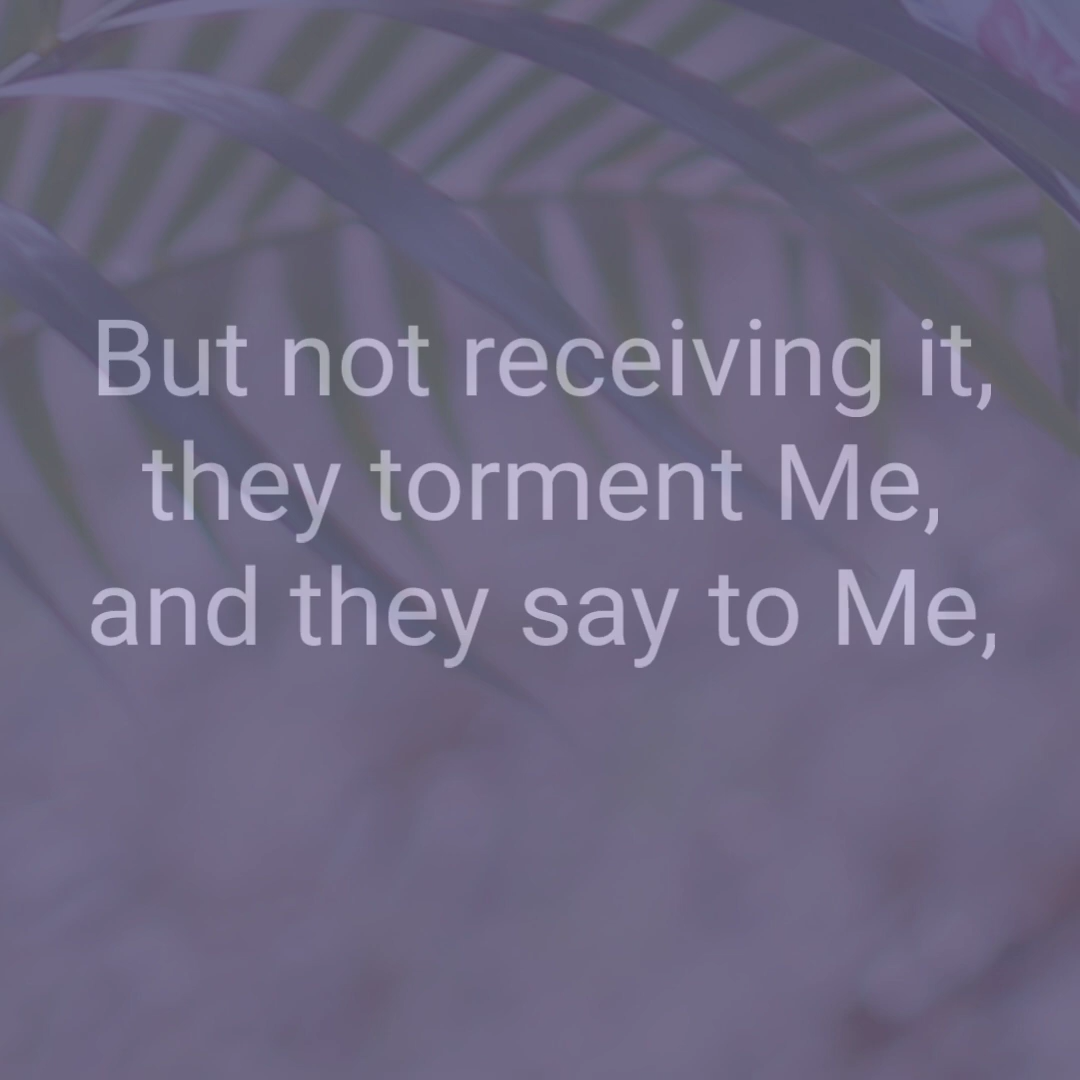 But not receiving it,
they torment Me,
and they say to Me,